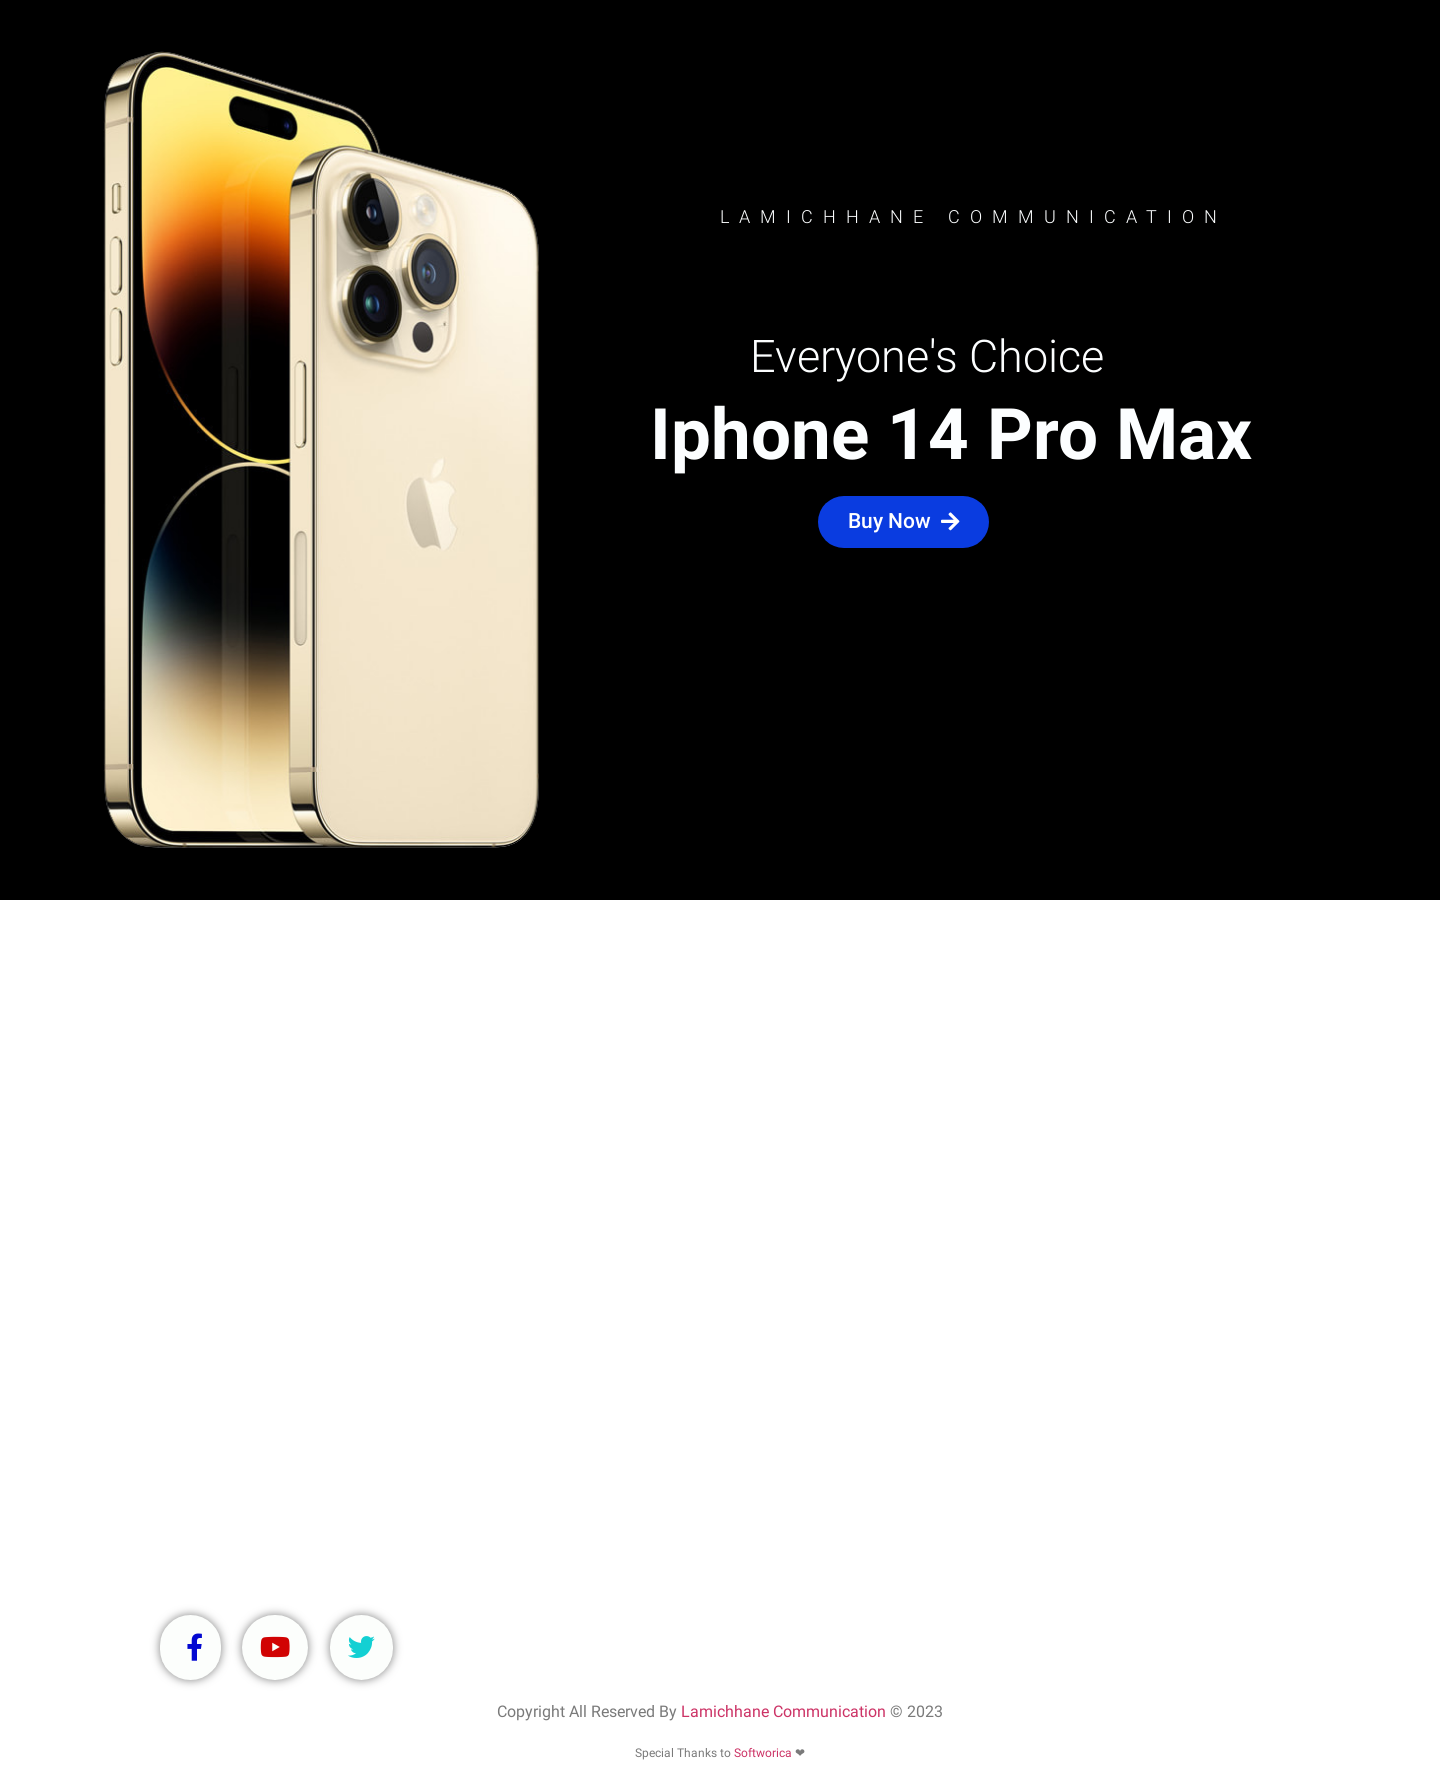 LAMICHHANE COMMUNICATION
Everyone's Choice
Iphone 14 Pro Max
Buy Now
Copyright All Reserved By Lamichhane Communication © 2023
Special Thanks to Softworica ❤